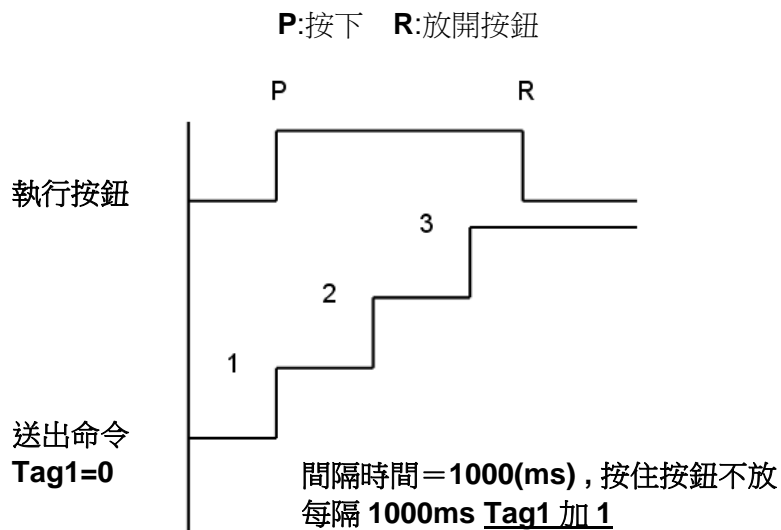 P:按下 R:放開按鈕
P R
執行按鈕
3
2
1
送出命令
Tag1=0
間隔時間＝1000(ms) , 按住按鈕不放
每隔 1000ms Tag1 加 1